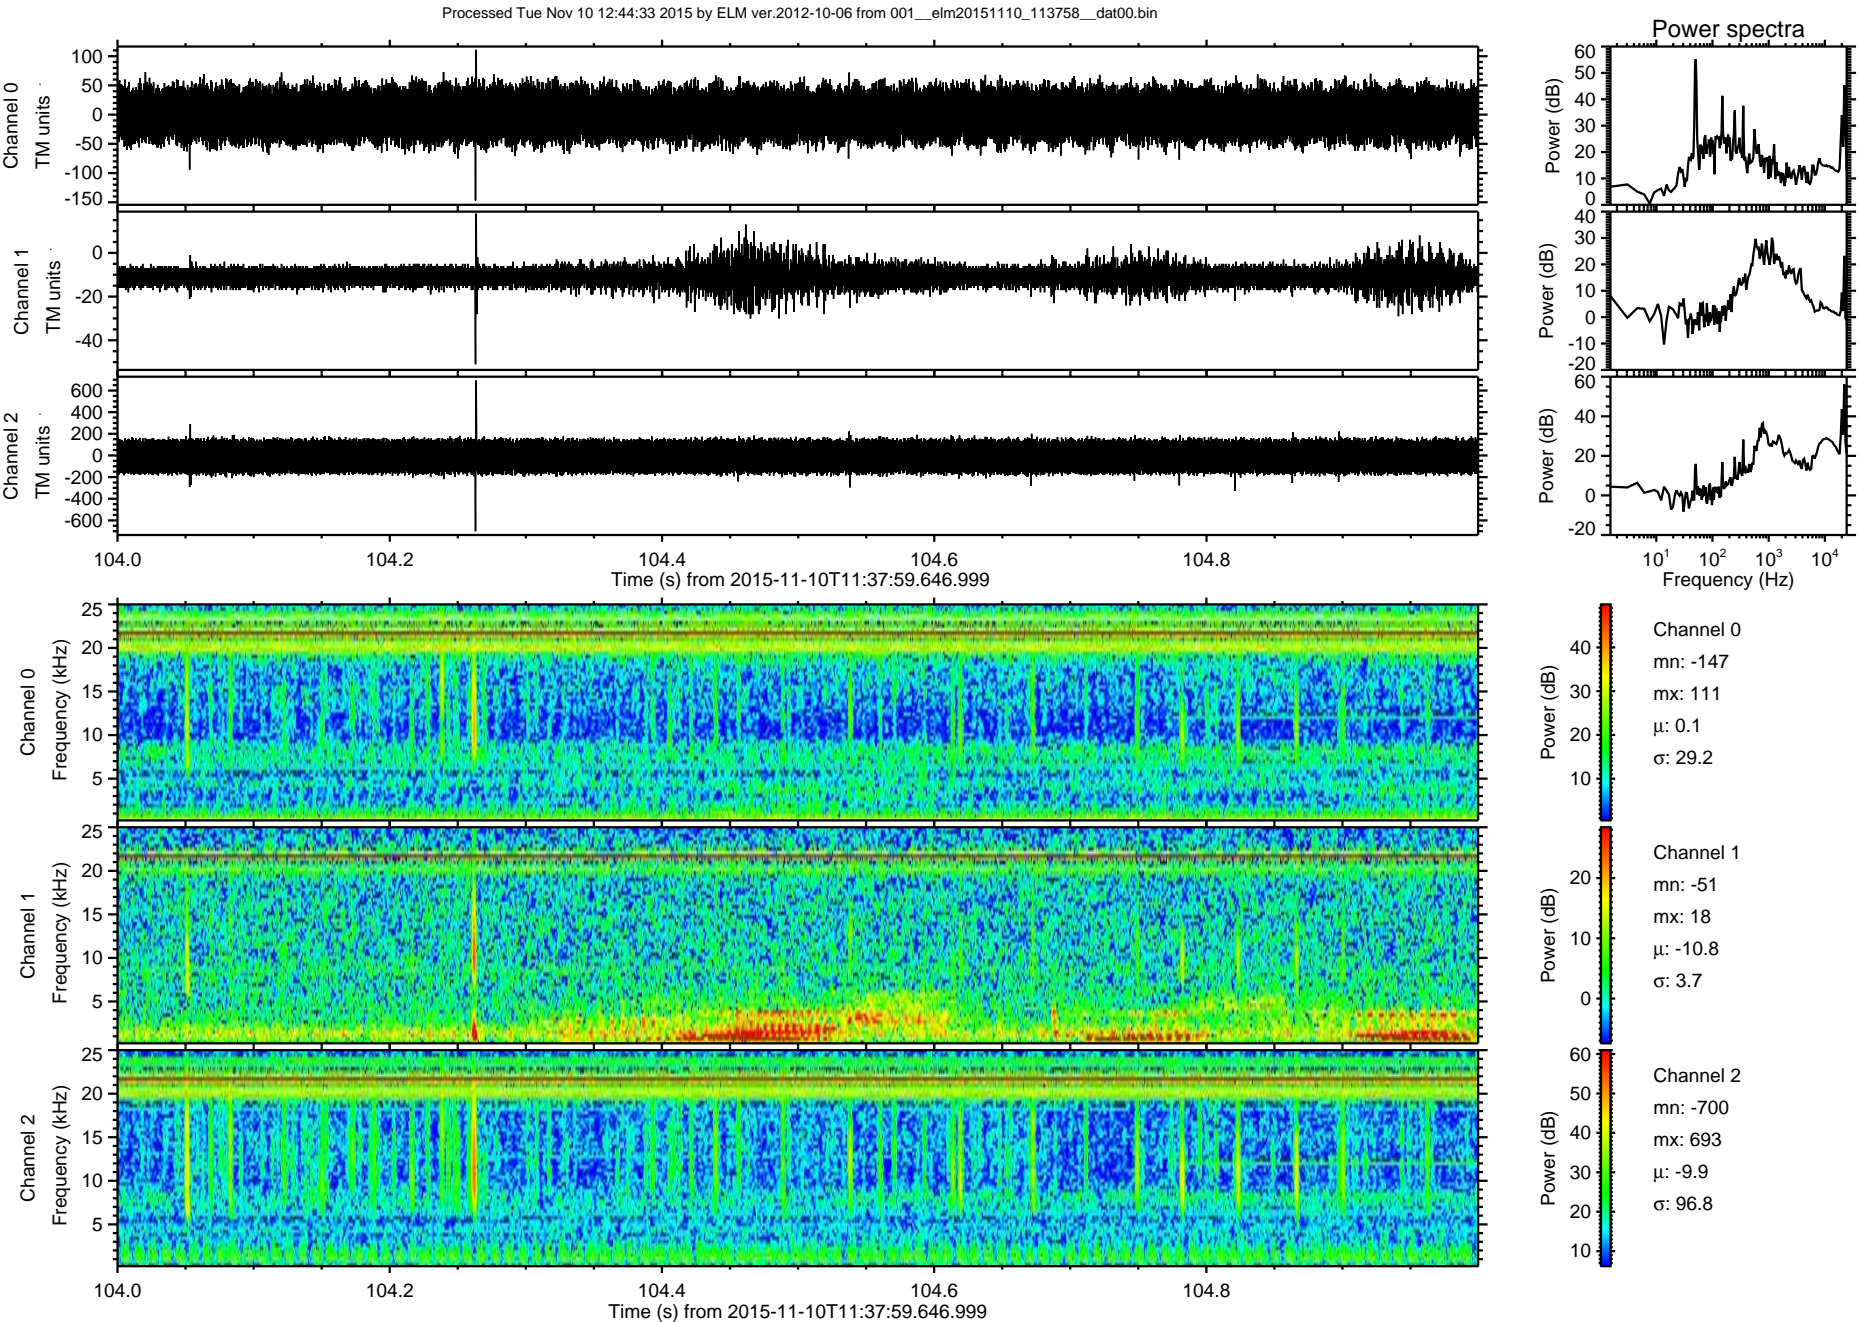 Processed Tue Nov 10 12:44:33 2015 by ELM ver.2012-10-06 from 001__elm20151110_113758__dat00.bin
Power spectra
Channel 0
TM units
100
50
0
-50
-100
-150
Power (dB)
60
50
40
30
20
10
0
Channel 1
TM units
0
-20
-40
Power (dB)
40
30
20
10
0
-10
-20
Channel 2
TM units
600
400
200
0
-200
-400
-600
Power (dB)
60
40
20
0
-20
104.0 104.2 104.4 104.6 104.8
Time (s) from 2015-11-10T11:37:59.646.999
10^1 10^2 10^3 10^4
Frequency (Hz)
Channel 0
Frequency (kHz)
25
20
15
10
5
Power (dB)
40
30
20
10
Channel 0
mn: -147
mx: 111
μ: 0.1
σ: 29.2
Channel 1
Frequency (kHz)
25
20
15
10
5
Power (dB)
20
10
0
Channel 1
mn: -51
mx: 18
μ: -10.8
σ: 3.7
Channel 2
Frequency (kHz)
25
20
15
10
5
Power (dB)
60
50
40
30
20
10
Channel 2
mn: -700
mx: 693
μ: -9.9
σ: 96.8
104.0 104.2 104.4 104.6 104.8
Time (s) from 2015-11-10T11:37:59.646.999